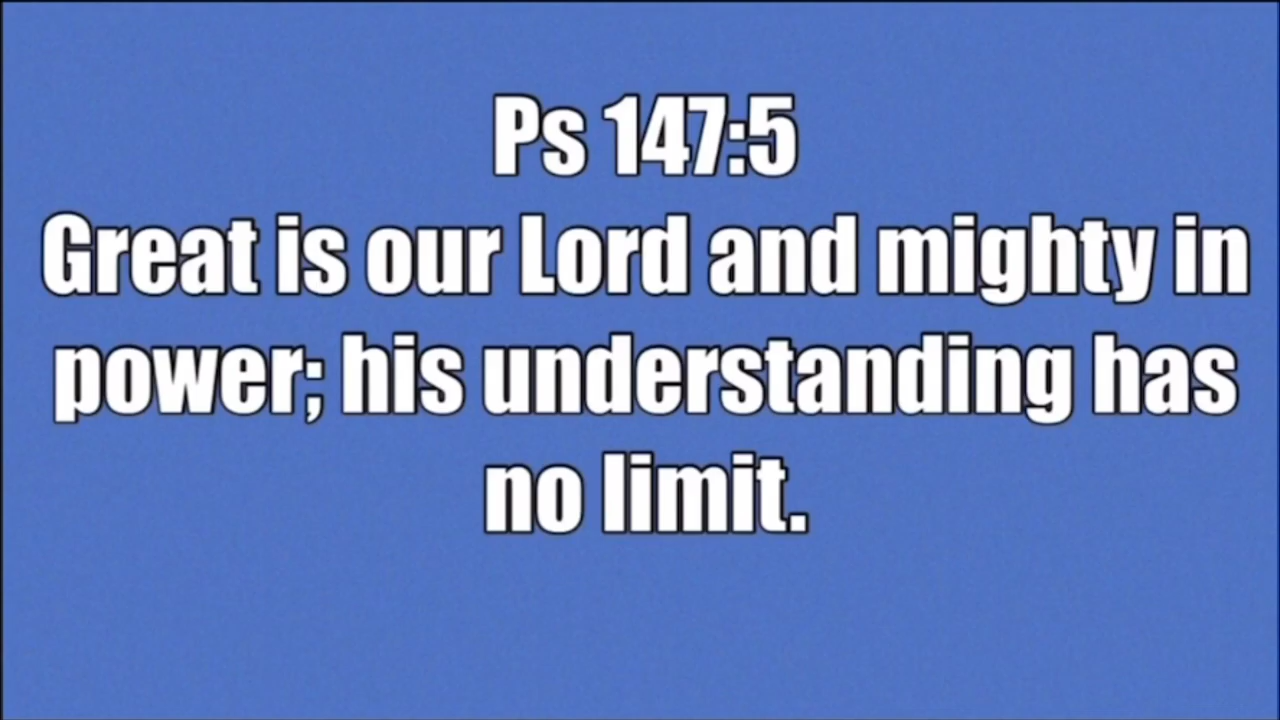 Ps 147:5
Great is our Lord and mighty in
power; his understanding has
no limit.